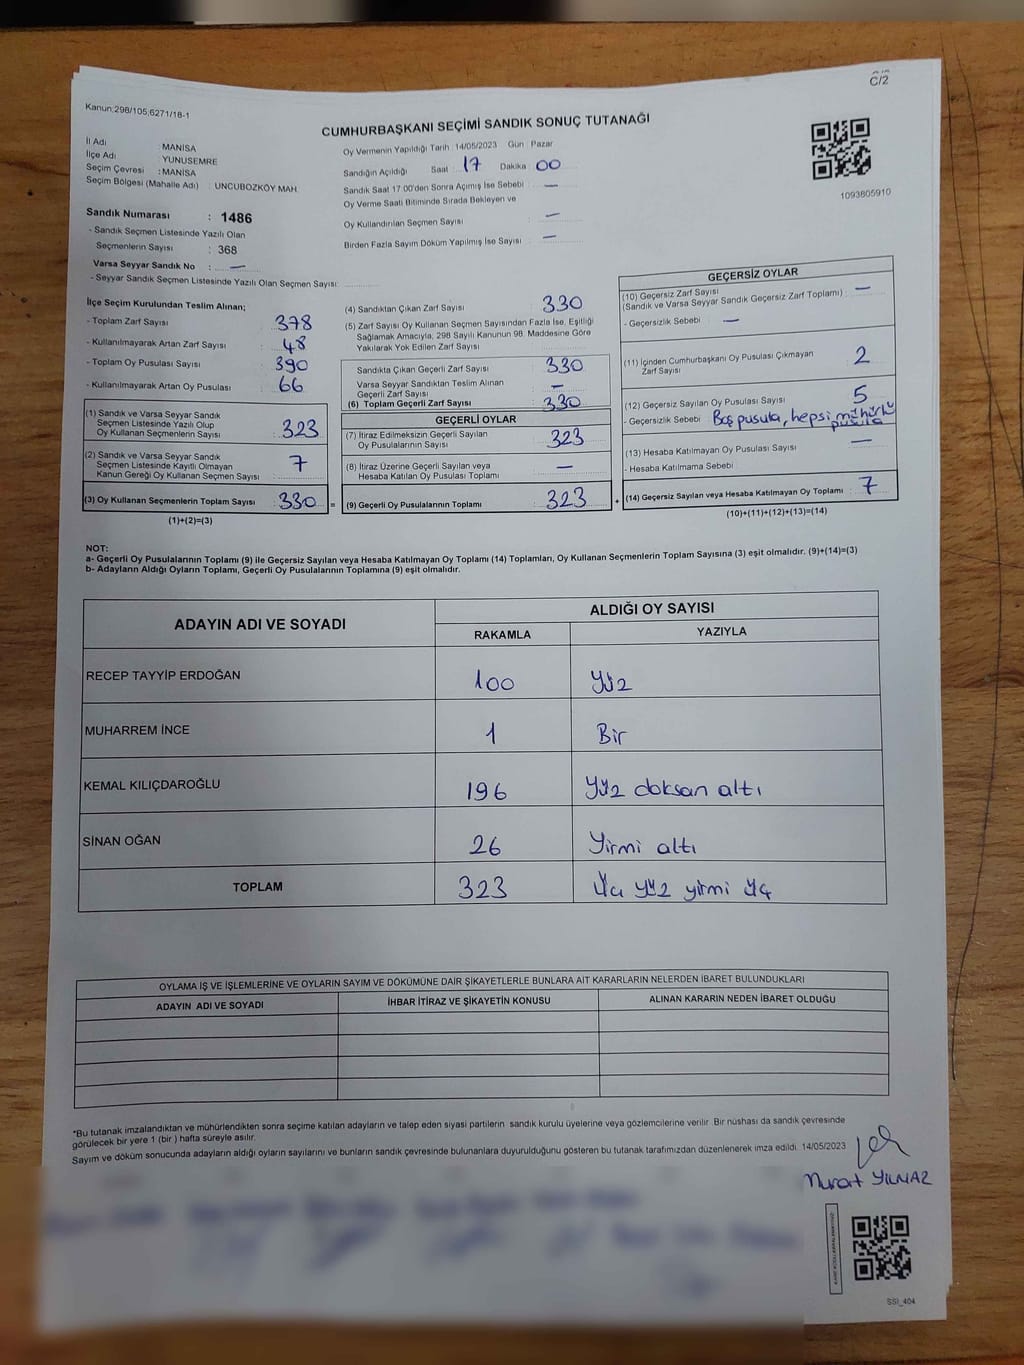 C/2
Kanun;298/105;6271/18-1
CUMHURBAŞKANI SEÇİMİ SANDIK SONUÇ TUTANAĞI
İl Adı : MANİSA
İlçe Adı : YUNUSEMRE
Seçim Çevresi : MANİSA
Seçim Bölgesi (Mahalle Adı) : UNCUBOZKÖY MAH.
Oy Vermenin Yapıldığı Tarih 14/05/2023 Gün Pazar
Sandığın Açıldığı Saat 17 Dakika 00
Sandık Saat 17:00'den Sonra Açımış İse Sebebi : —
Oy Verme Saati Bitiminde Sırada Bekleyen ve
Oy Kullandırılan Seçmen Sayısı : —
Birden Fazla Sayım Döküm Yapılmış İse Sayısı : —
1093805910
Sandık Numarası : 1486
- Sandık Seçmen Listesinde Yazılı Olan
Seçmenlerin Sayısı : 368
Varsa Seyyar Sandık No : —
- Seyyar Sandık Seçmen Listesinde Yazılı Olan Seçmen Sayısı:
İlçe Seçim Kurulundan Teslim Alınan;
- Toplam Zarf Sayısı : 378
- Kullanılmayarak Artan Zarf Sayısı : 48
- Toplam Oy Pusulası Sayısı : 390
- Kullanılmayarak Artan Oy Pusulası : 66
(1) Sandık ve Varsa Seyyar Sandık
Seçmen Listesinde Yazılı Olup
Oy Kullanan Seçmenlerin Sayısı : 323
(2) Sandık ve Varsa Seyyar Sandık
Seçmen Listesinde Kayıtlı Olmayan
Kanun Gereği Oy Kullanan Seçmen Sayısı : 7
(3) Oy Kullanan Seçmenlerin Toplam Sayısı : 330 =
(1)+(2)=(3)
(4) Sandıktan Çıkan Zarf Sayısı : 330
(5) Zarf Sayısı Oy Kullanan Seçmen Sayısından Fazla İse, Eşitliği
Sağlamak Amacıyla, 298 Sayılı Kanunun 98. Maddesine Göre
Yakılarak Yok Edilen Zarf Sayısı
Sandıkta Çıkan Geçerli Zarf Sayısı : 330
Varsa Seyyar Sandıktan Teslim Alınan
Geçerli Zarf Sayısı : —
(6) Toplam Geçerli Zarf Sayısı : 330
GEÇERLİ OYLAR
(7) İtiraz Edilmeksizin Geçerli Sayılan
Oy Pusulalarının Sayısı : 323
(8) İtiraz Üzerine Geçerli Sayılan veya
Hesaba Katılan Oy Pusulası Toplamı : —
(9) Geçerli Oy Pusulalarının Toplamı : 323 +
GEÇERSİZ OYLAR
(10) Geçersiz Zarf Sayısı
(Sandık ve Varsa Seyyar Sandık Geçersiz Zarf Toplamı) : —
- Geçersizlik Sebebi : —
(11) İçinden Cumhurbaşkanı Oy Pusulası Çıkmayan
Zarf Sayısı : 2
(12) Geçersiz Sayılan Oy Pusulası Sayısı : 5
- Geçersizlik Sebebi : Boş pusula, hepsi mühürlü
pusula
(13) Hesaba Katılmayan Oy Pusulası Sayısı : —
- Hesaba Katılmama Sebebi
(14) Geçersiz Sayılan veya Hesaba Katılmayan Oy Toplamı : 7
(10)+(11)+(12)+(13)=(14)
NOT:
a- Geçerli Oy Pusulalarının Toplamı (9) ile Geçersiz Sayılan veya Hesaba Katılmayan Oy Toplamı (14) Toplamları, Oy Kullanan Seçmenlerin Toplam Sayısına (3) eşit olmalıdır. (9)+(14)=(3)
b- Adayların Aldığı Oyların Toplamı, Geçerli Oy Pusulalarının Toplamına (9) eşit olmalıdır.
ADAYIN ADI VE SOYADI ALDIĞI OY SAYISI
RAKAMLA YAZIYLA
RECEP TAYYİP ERDOĞAN 100 Yüz
MUHARREM İNCE 1 Bir
KEMAL KILIÇDAROĞLU 196 Yüz doksan altı
SİNAN OĞAN 26 Yirmi altı
TOPLAM 323 Üç yüz yirmi üç
OYLAMA İŞ VE İŞLEMLERİNE VE OYLARIN SAYIM VE DÖKÜMÜNE DAİR ŞİKAYETLERLE BUNLARA AİT KARARLARIN NELERDEN İBARET BULUNDUKLARI
ADAYIN ADI VE SOYADI İHBAR İTİRAZ VE ŞİKAYETİN KONUSU ALINAN KARARIN NEDEN İBARET OLDUĞU
*Bu tutanak imzalandıktan ve mühürlendikten sonra seçime katılan adayların ve talep eden siyasi partilerin sandık kurulu üyelerine veya gözlemcilerine verilir. Bir nüshası da sandık çevresinde
görülecek bir yere 1 (bir ) hafta süreyle asılır.
Sayım ve döküm sonucunda adayların aldığı oyların sayılarını ve bunların sandık çevresinde bulunanlara duyurulduğunu gösteren bu tutanak tarafımızdan düzenlenerek imza edildi. 14/05/2023
Murat YILMAZ
SSI_404